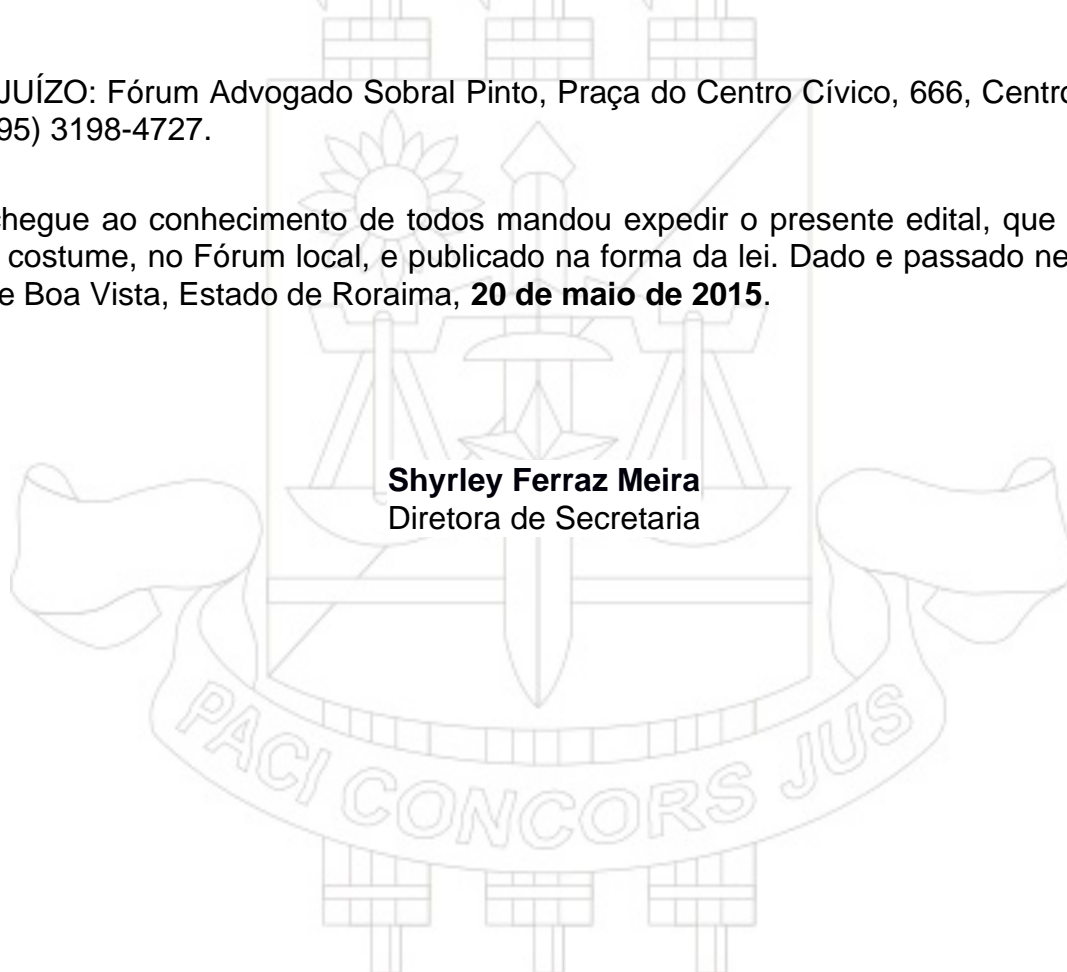 JUÍZO: Fórum Advogado Sobral Pinto, Praça do Centro Cívico, 666, Centro
95) 3198-4727.
chegue ao conhecimento de todos mandou expedir o presente edital, que
costume, no Fórum local, e publicado na forma da lei. Dado e passado ne
e Boa Vista, Estado de Roraima, 20 de maio de 2015.
Shyrley Ferraz Meira
Diretora de Secretaria
PACI CONCORS JUS